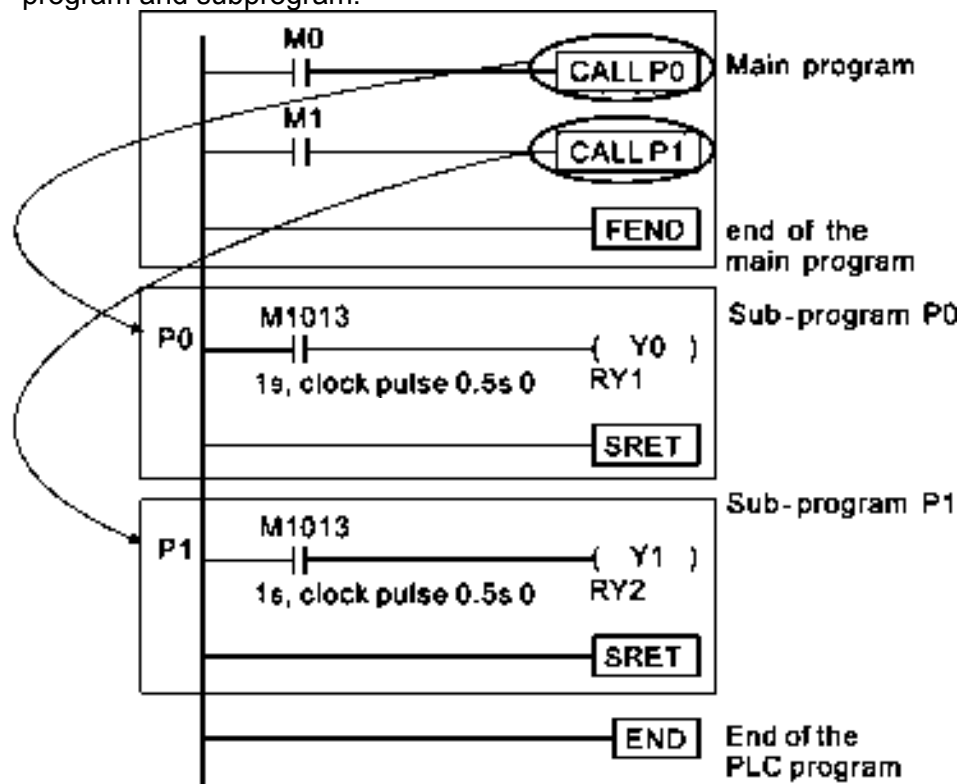 program and subprogram.
M0
CALL P0
Main program
M1
CALL P1
FEND
end of the
main program
Sub-program P0
P0
M1013
( Y0 )
1s, clock pulse 0.5s 0
RY1
SRET
Sub-program P1
P1
M1013
( Y1 )
1s, clock pulse 0.5s 0
RY2
SRET
END
End of the
PLC program